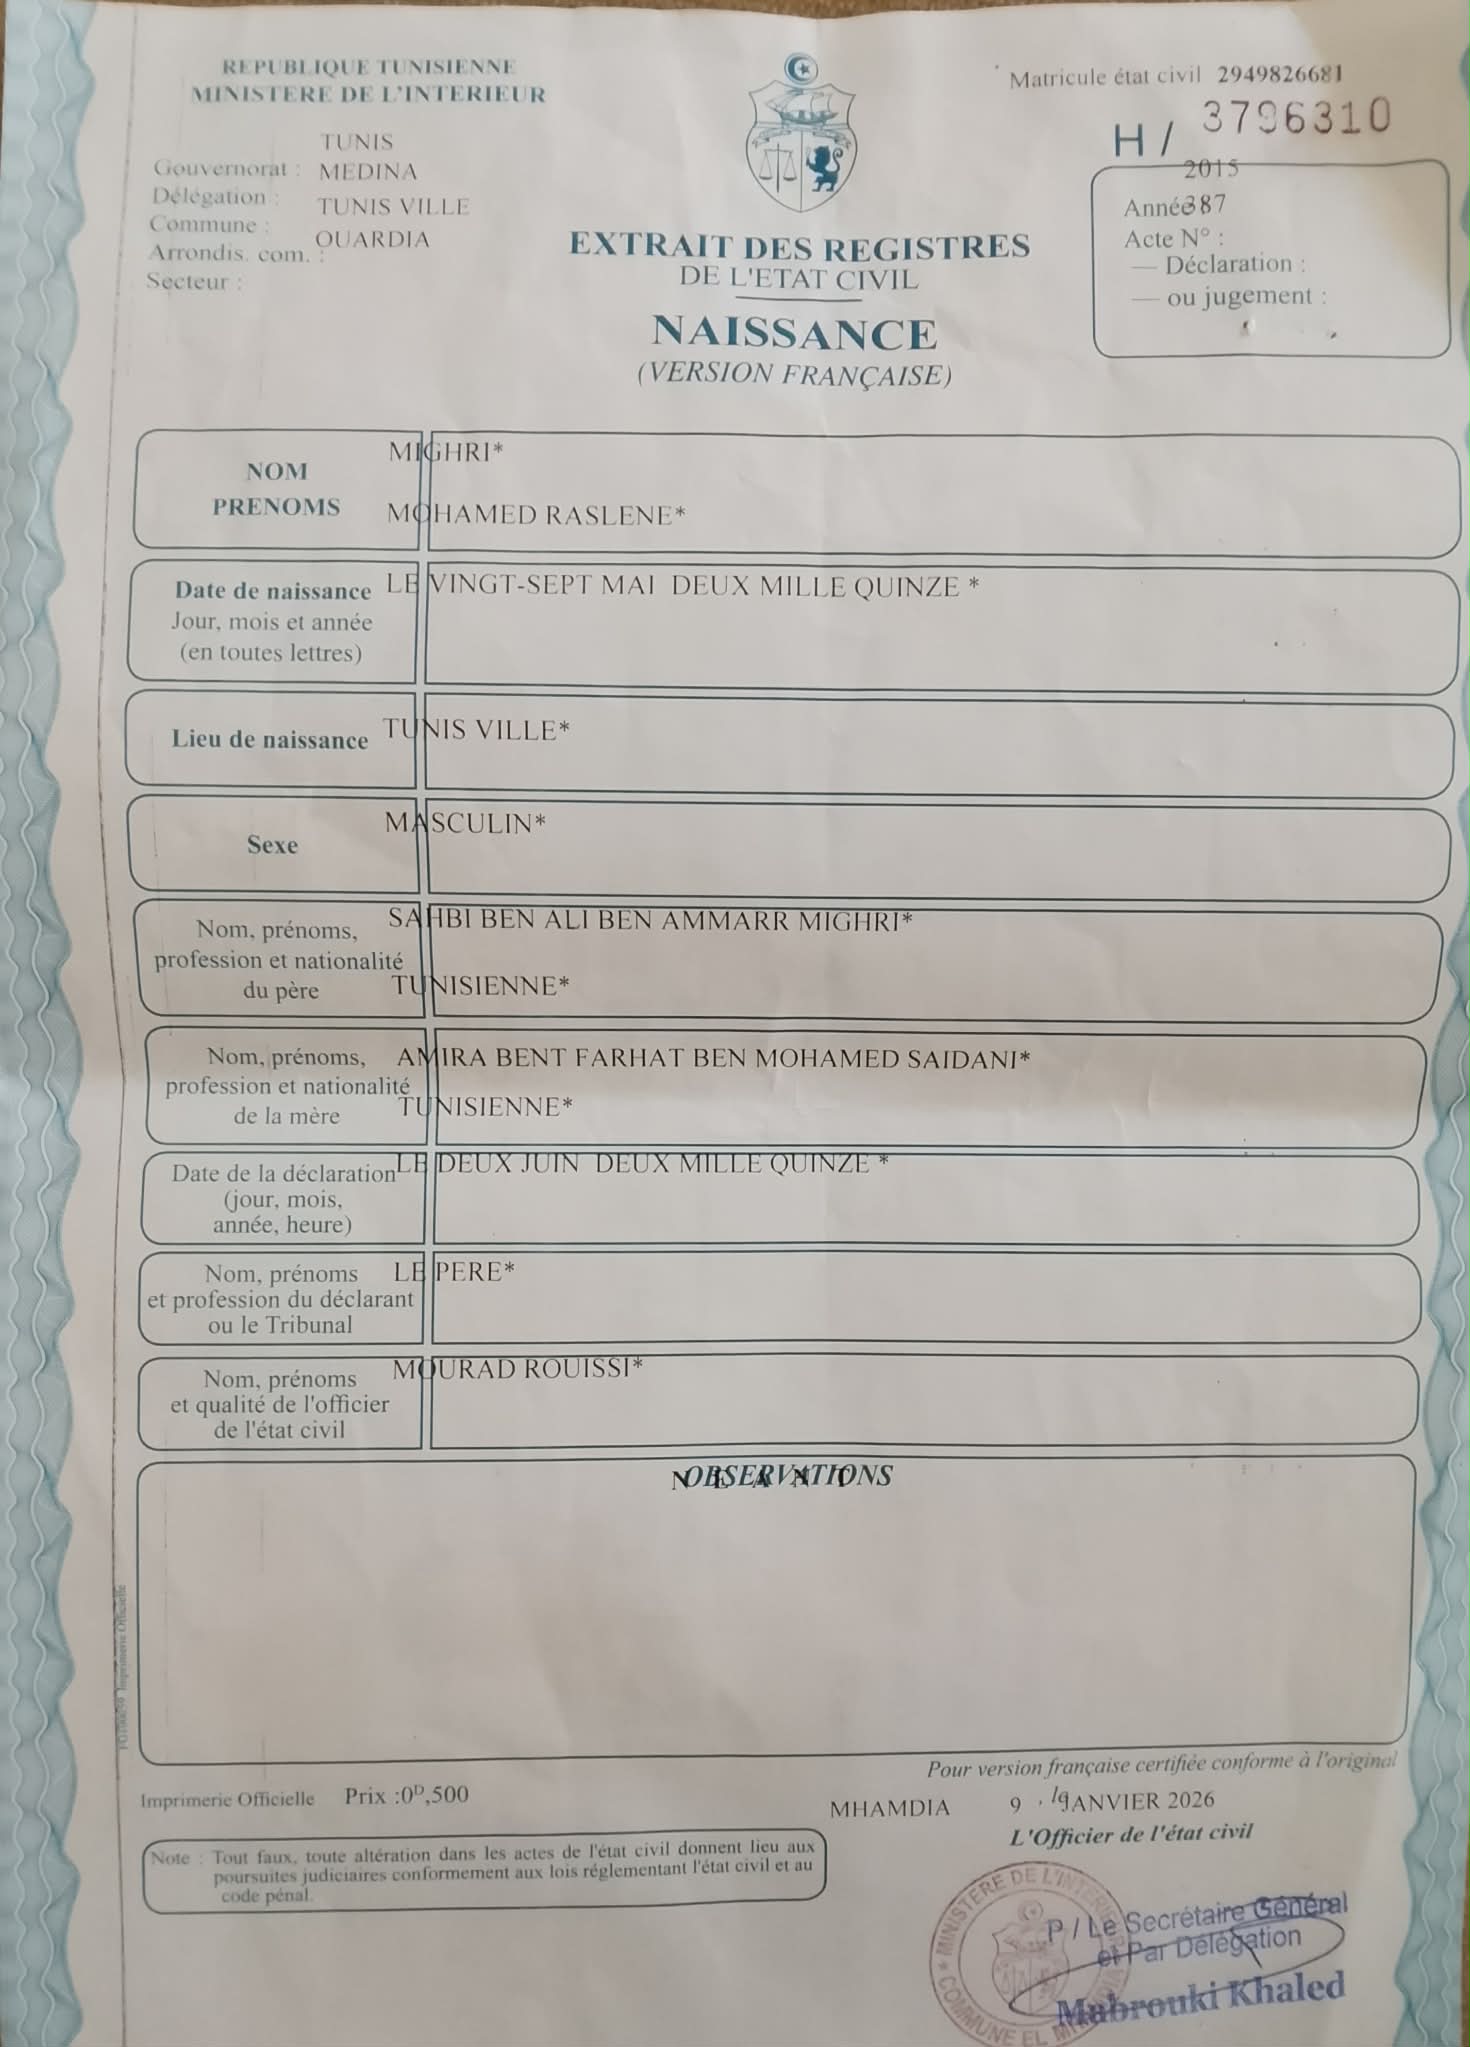 REPUBLIQUE TUNISIENNE
MINISTERE DE L'INTERIEUR
TUNIS
Gouvernorat : MEDINA
Délégation :
TUNIS VILLE
Commune :
OUARDIA
Arrondis. com. :
Secteur :
Matricule état civil 2949826681
H / 3796310
2015
Année 387
Acte N° :
— Déclaration :
— ou jugement :
EXTRAIT DES REGISTRES
DE L'ETAT CIVIL
NAISSANCE
(VERSION FRANÇAISE)
NOM MIGHRI*
PRENOMS MOHAMED RASLENE*
Date de naissance LE VINGT-SEPT MAI DEUX MILLE QUINZE *
Jour, mois et année
(en toutes lettres)
Lieu de naissance TUNIS VILLE*
Sexe MASCULIN*
SAHBI BEN ALI BEN AMMARR MIGHRI*
Nom, prénoms,
profession et nationalité
du père TUNISIENNE*
Nom, prénoms, AMIRA BENT FARHAT BEN MOHAMED SAIDANI*
profession et nationalité
de la mère TUNISIENNE*
Date de la déclaration LE DEUX JUIN DEUX MILLE QUINZE *
(jour, mois,
année, heure)
Nom, prénoms LE PERE*
et profession du déclarant
ou le Tribunal
MOURAD ROUISSI*
Nom, prénoms
et qualité de l'officier
de l'état civil
OBSERVATIONS
N E A N T
PU100659 Imprimerie Officielle
Pour version française certifiée conforme à l'original
Imprimerie Officielle Prix :0D,500
MHAMDIA 9 JANVIER 2026
L'Officier de l'état civil
Note : Tout faux, toute altération dans les actes de l'état civil donnent lieu aux
poursuites judiciaires conformement aux lois réglementant l'état civil et au
code pénal.
MINISTERE DE L'INTERIEUR
COMMUNE EL
P / Le Secrétaire Général
et Par Délégation
Mabrouki Khaled